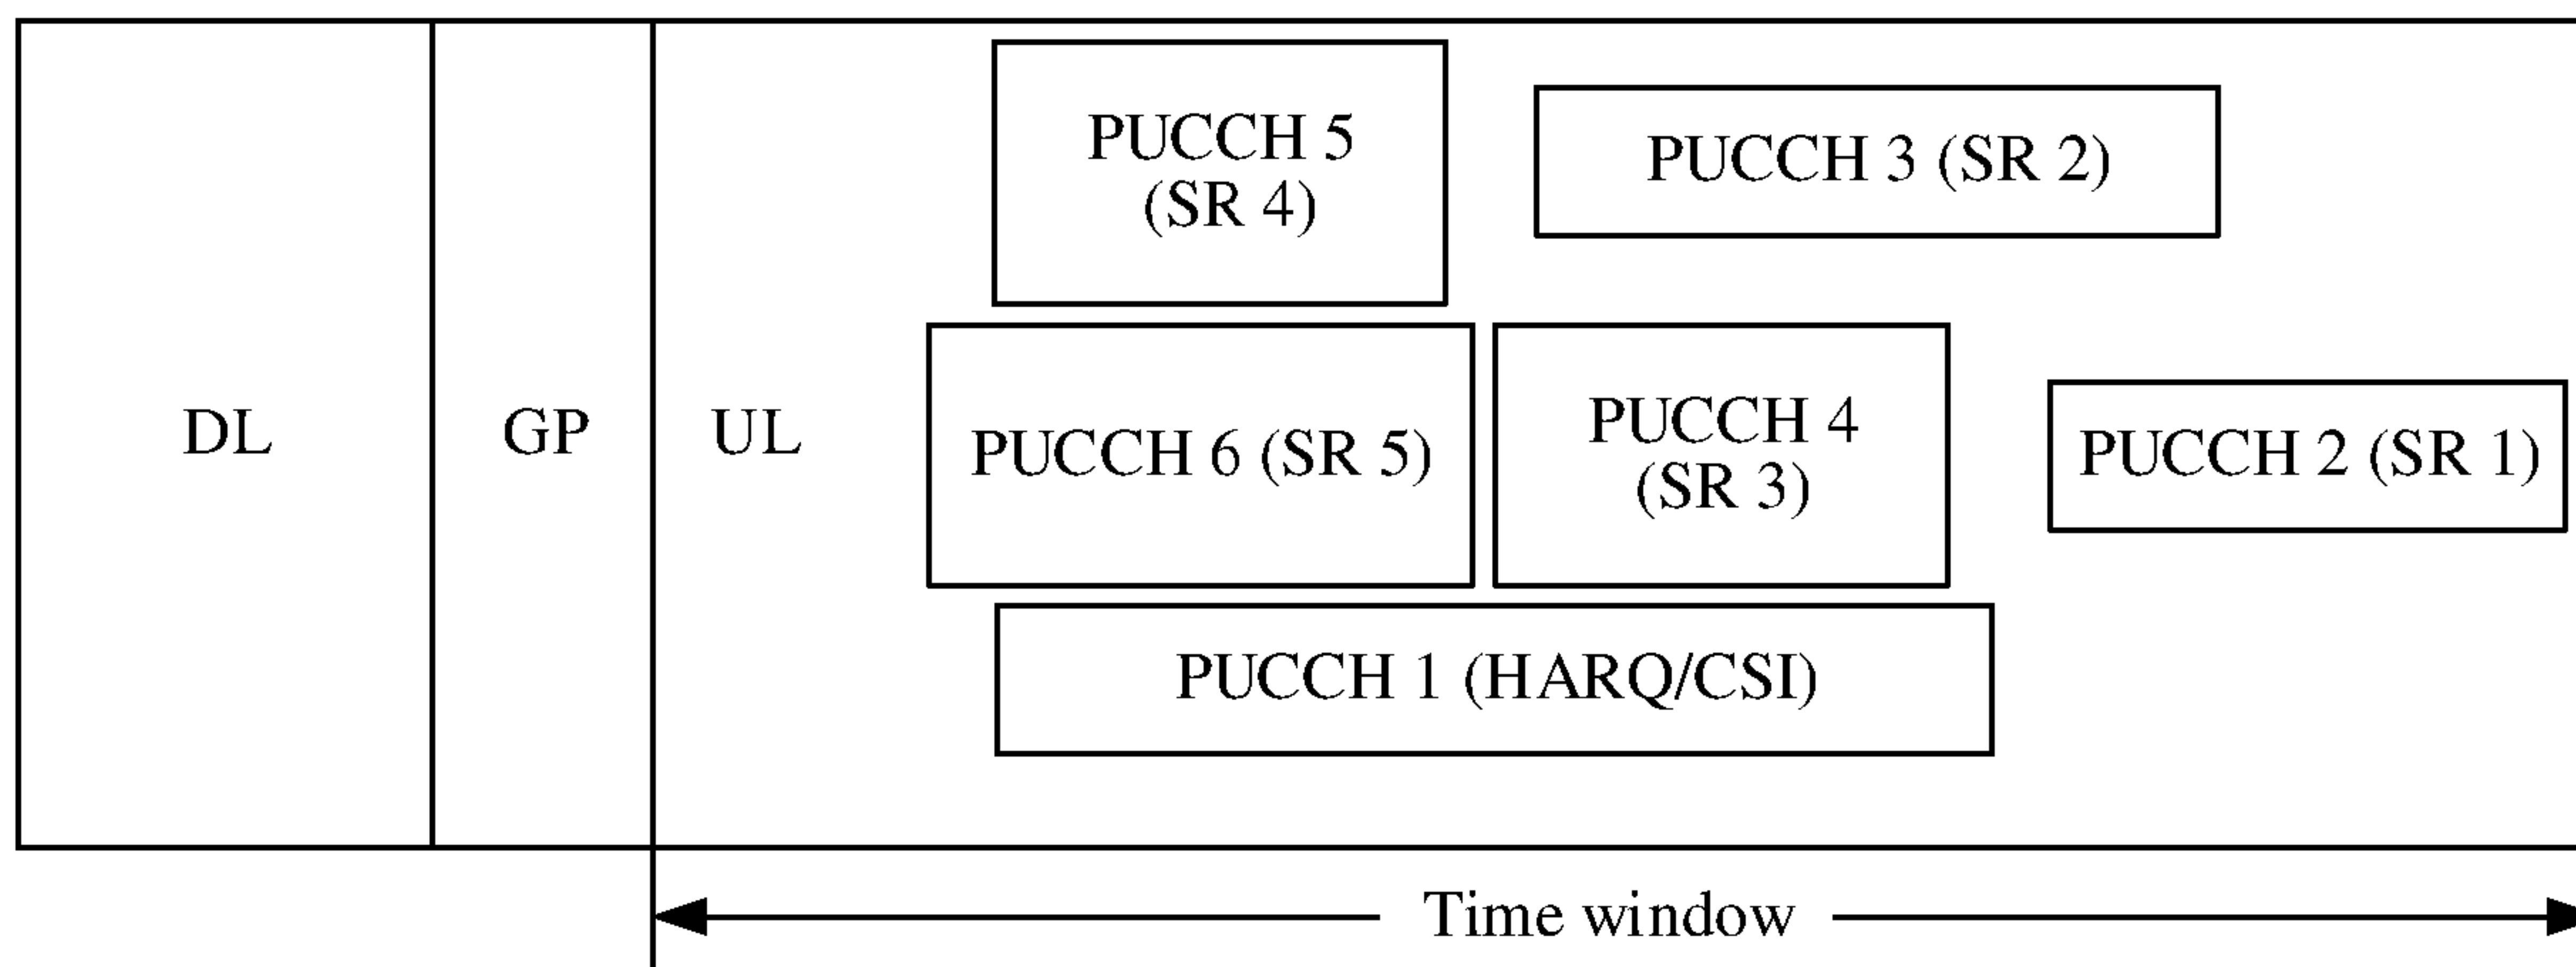 DL
GP
UL
PUCCH 5
(SR 4)
PUCCH 3 (SR 2)
PUCCH 6 (SR 5)
PUCCH 4
(SR 3)
PUCCH 2 (SR 1)
PUCCH 1 (HARQ/CSI)
Time window